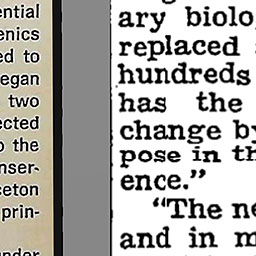 ential
enics
ed to
egan
two
ected
o the
nser-
ceton
prin-
under
ary biolo
replaced
hundreds
has the
change by
pose in th
ence."
"The ne
and in m